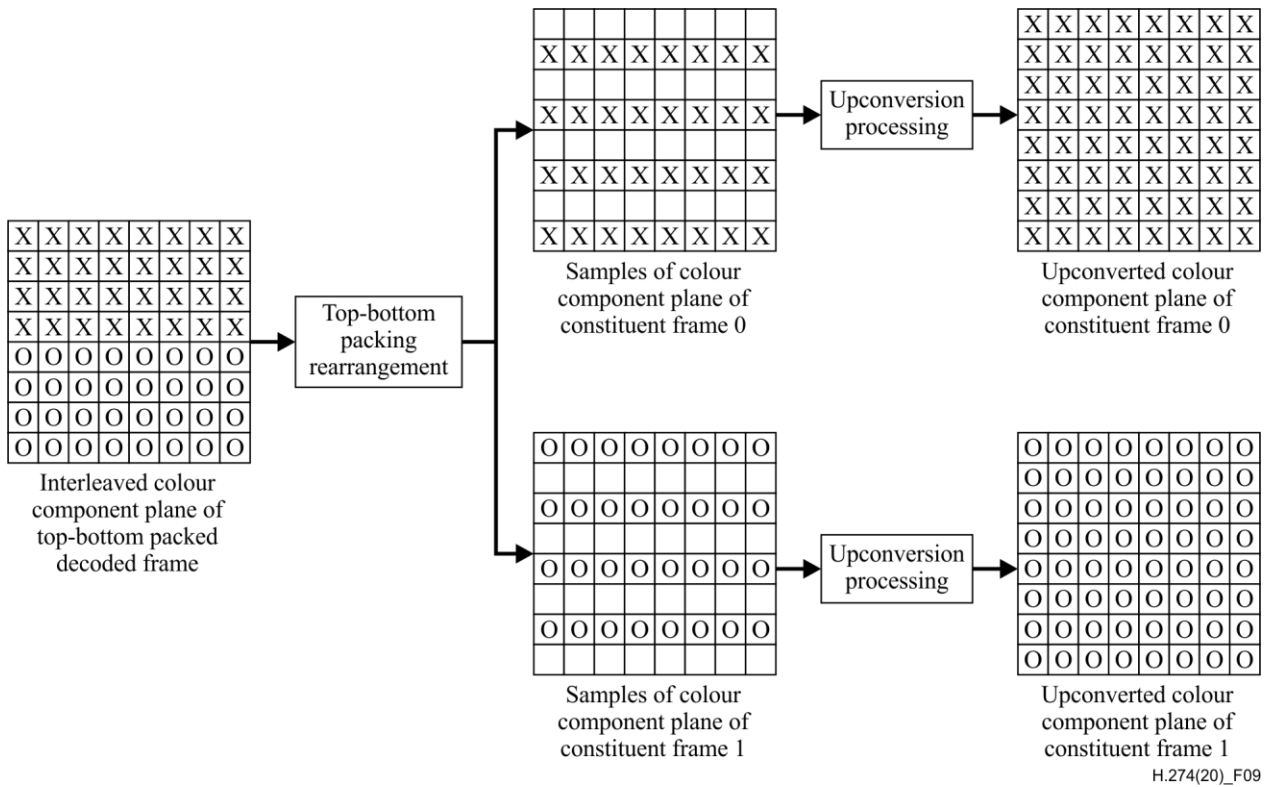 X X X X X X X X
X X X X X X X X
X X X X X X X X
X X X X X X X X
O O O O O O O O
O O O O O O O O
O O O O O O O O
O O O O O O O O
Interleaved colour
component plane of
top-bottom packed
decoded frame
Top-bottom
packing
rearrangement
X X X X X X X X
X X X X X X X X
X X X X X X X X
X X X X X X X X
Samples of colour
component plane of
constituent frame 0
Upconversion
processing
X X X X X X X X
X X X X X X X X
X X X X X X X X
X X X X X X X X
X X X X X X X X
X X X X X X X X
X X X X X X X X
X X X X X X X X
Upconverted colour
component plane of
constituent frame 0
O O O O O O O O
O O O O O O O O
O O O O O O O O
O O O O O O O O
Samples of colour
component plane of
constituent frame 1
Upconversion
processing
O O O O O O O O
O O O O O O O O
O O O O O O O O
O O O O O O O O
O O O O O O O O
O O O O O O O O
O O O O O O O O
O O O O O O O O
Upconverted colour
component plane of
constituent frame 1
H.274(20)_F09